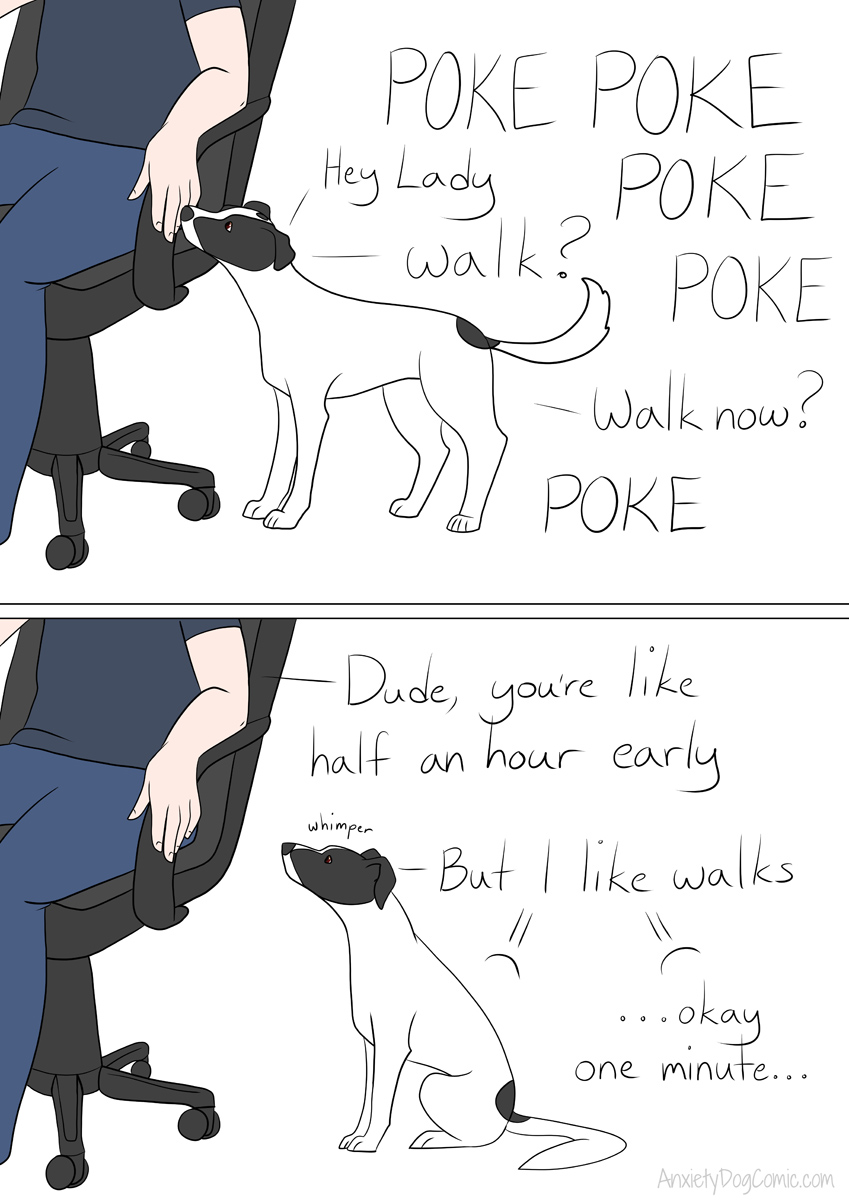 POKE POKE
Hey Lady
POKE
walk?
POKE
Walk now?
POKE
Dude, you're like
half an hour early
whimper
But I like walks
...okay
one minute...
AnxietyDogComic.com